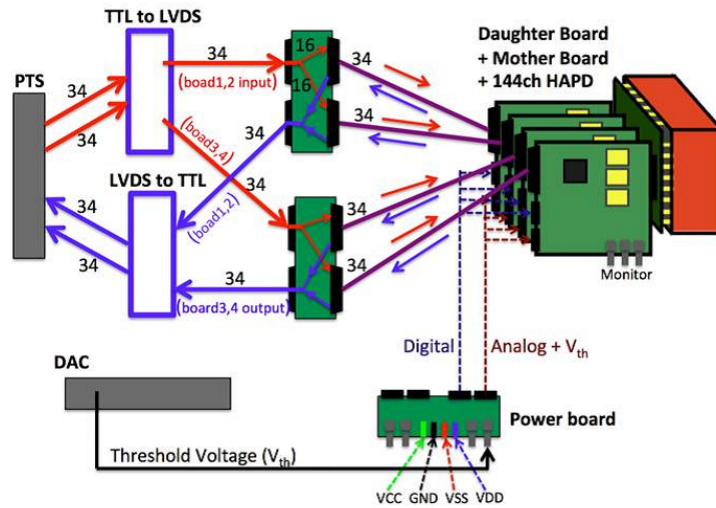 TTL to LVDS
Daughter Board
+ Mother Board
+ 144ch HAPD
PTS
34
34
34
(boad1,2 input)
16
16
34
34
34
34
(boad3,4)
34
LVDS to TTL
(boad1,2)
34
34
34
34
34
(board3,4 output)
Monitor
Digital
Analog + Vth
DAC
Power board
Threshold Voltage (Vth)
VCC
GND
VSS
VDD